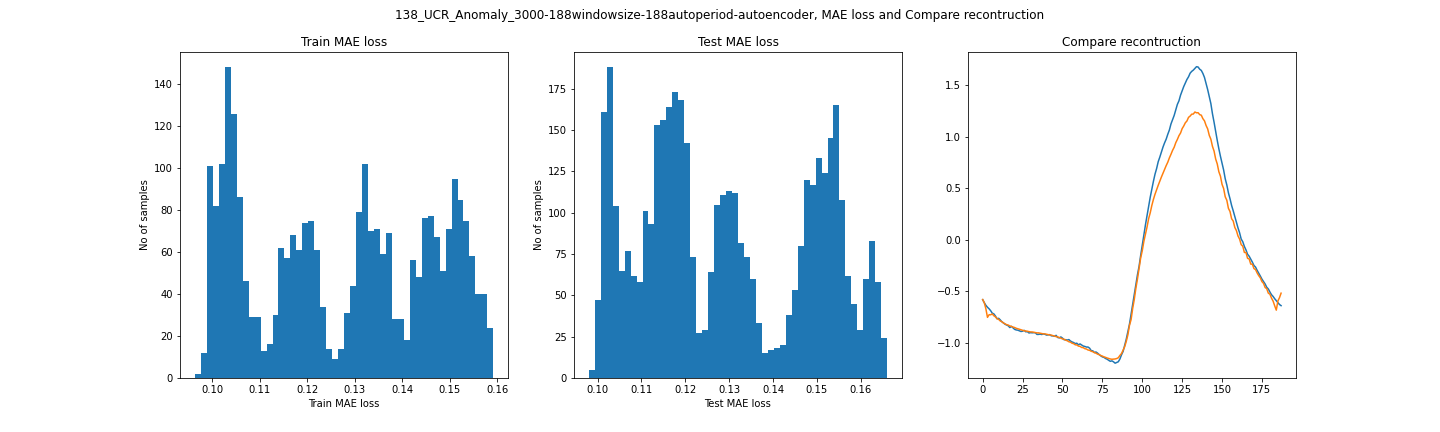 138_UCR_Anomaly_3000-188windowsize-188autoperiod-autoencoder, MAE loss and Compare recontruction
Train MAE loss
No of samples
140
120
100
80
60
40
20
0
0.10 0.11 0.12 0.13 0.14 0.15 0.16
Train MAE loss
Test MAE loss
No of samples
175
150
125
100
75
50
25
0
0.10 0.11 0.12 0.13 0.14 0.15 0.16
Test MAE loss
Compare recontruction
1.5
1.0
0.5
0.0
−0.5
−1.0
0 25 50 75 100 125 150 175